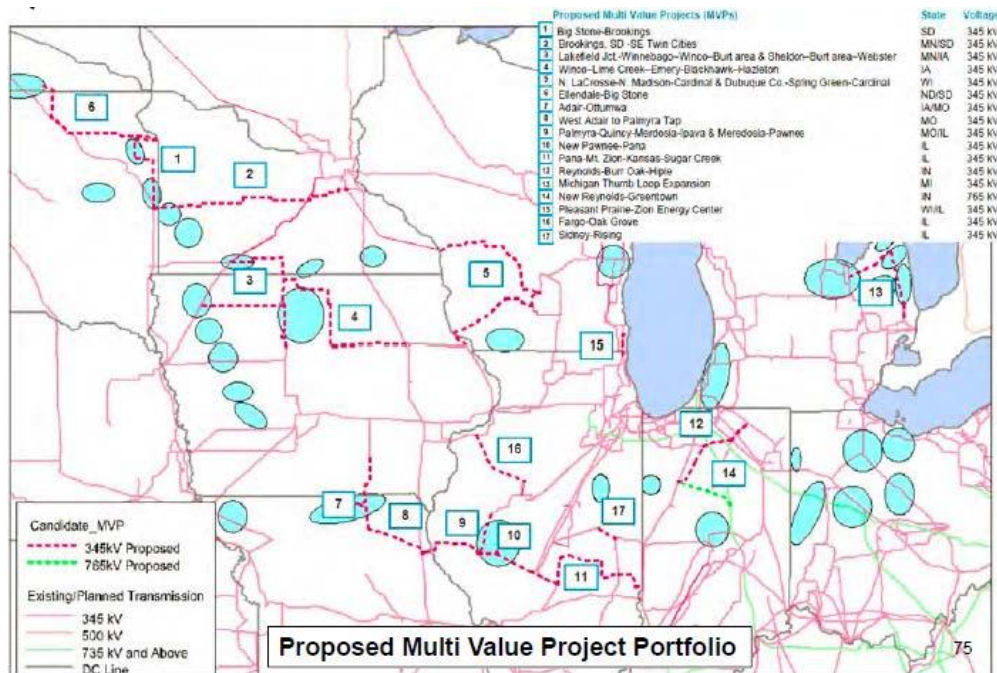 Proposed Multi Value Projects (MVPs) State Voltage
1 Big Stone-Brookings SD 345 kV
2 Brookings, SD -SE Twin Cities MN/SD 345 kV
3 Lakefield Jct.-Winnebago-Winco-Burt area & Sheldon-Burt area-Webster MN/IA 345 kV
4 Winco-Lime Creek-Emery-Blackhawk-Hazleton IA 345 kV
5 N. LaCrosse-N. Madison-Cardinal & Dubuque Co.-Spring Green-Cardinal WI 345 kV
6 Ellendale-Big Stone ND/SD 345 kV
7 Adair-Ottumwa IA/MO 345 kV
8 West Adair to Palmyra Tap MO 345 kV
9 Palmyra-Quincy-Merdosia-Ipava & Meredosia-Pawnee MO/IL 345 kV
10 New Pawnee-Pana IL 345 kV
11 Pana-Mt. Zion-Kansas-Sugar Creek IL 345 kV
12 Reynolds-Burr Oak-Hiple IN 345 kV
13 Michigan Thumb Loop Expansion MI 345 kV
14 New Reynolds-Greentown IN 765 kV
15 Pleasant Prairie-Zion Energy Center WI/IL 345 kV
16 Fargo-Oak Grove IL 345 kV
17 Sidney-Rising IL 345 kV
6
1
2
5
3
13
4
15
12
16
14
7
8
9
10
17
11
Candidate_MVP
345kV Proposed
765kV Proposed
Existing/Planned Transmission
345 kV
500 kV
735 kV and Above
DC Line
Proposed Multi Value Project Portfolio
75